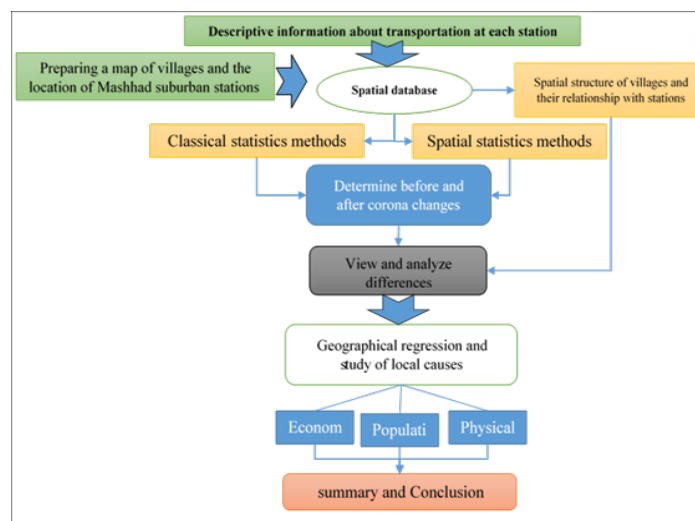 Descriptive information about transportation at each station
Preparing a map of villages and the
location of Mashhad suburban stations
Spatial database
Spatial structure of villages and
their relationship with stations
Classical statistics methods
Spatial statistics methods
Determine before and
after corona changes
View and analyze
differences
Geographical regression and
study of local causes
Econom
Populati
Physical
summary and Conclusion